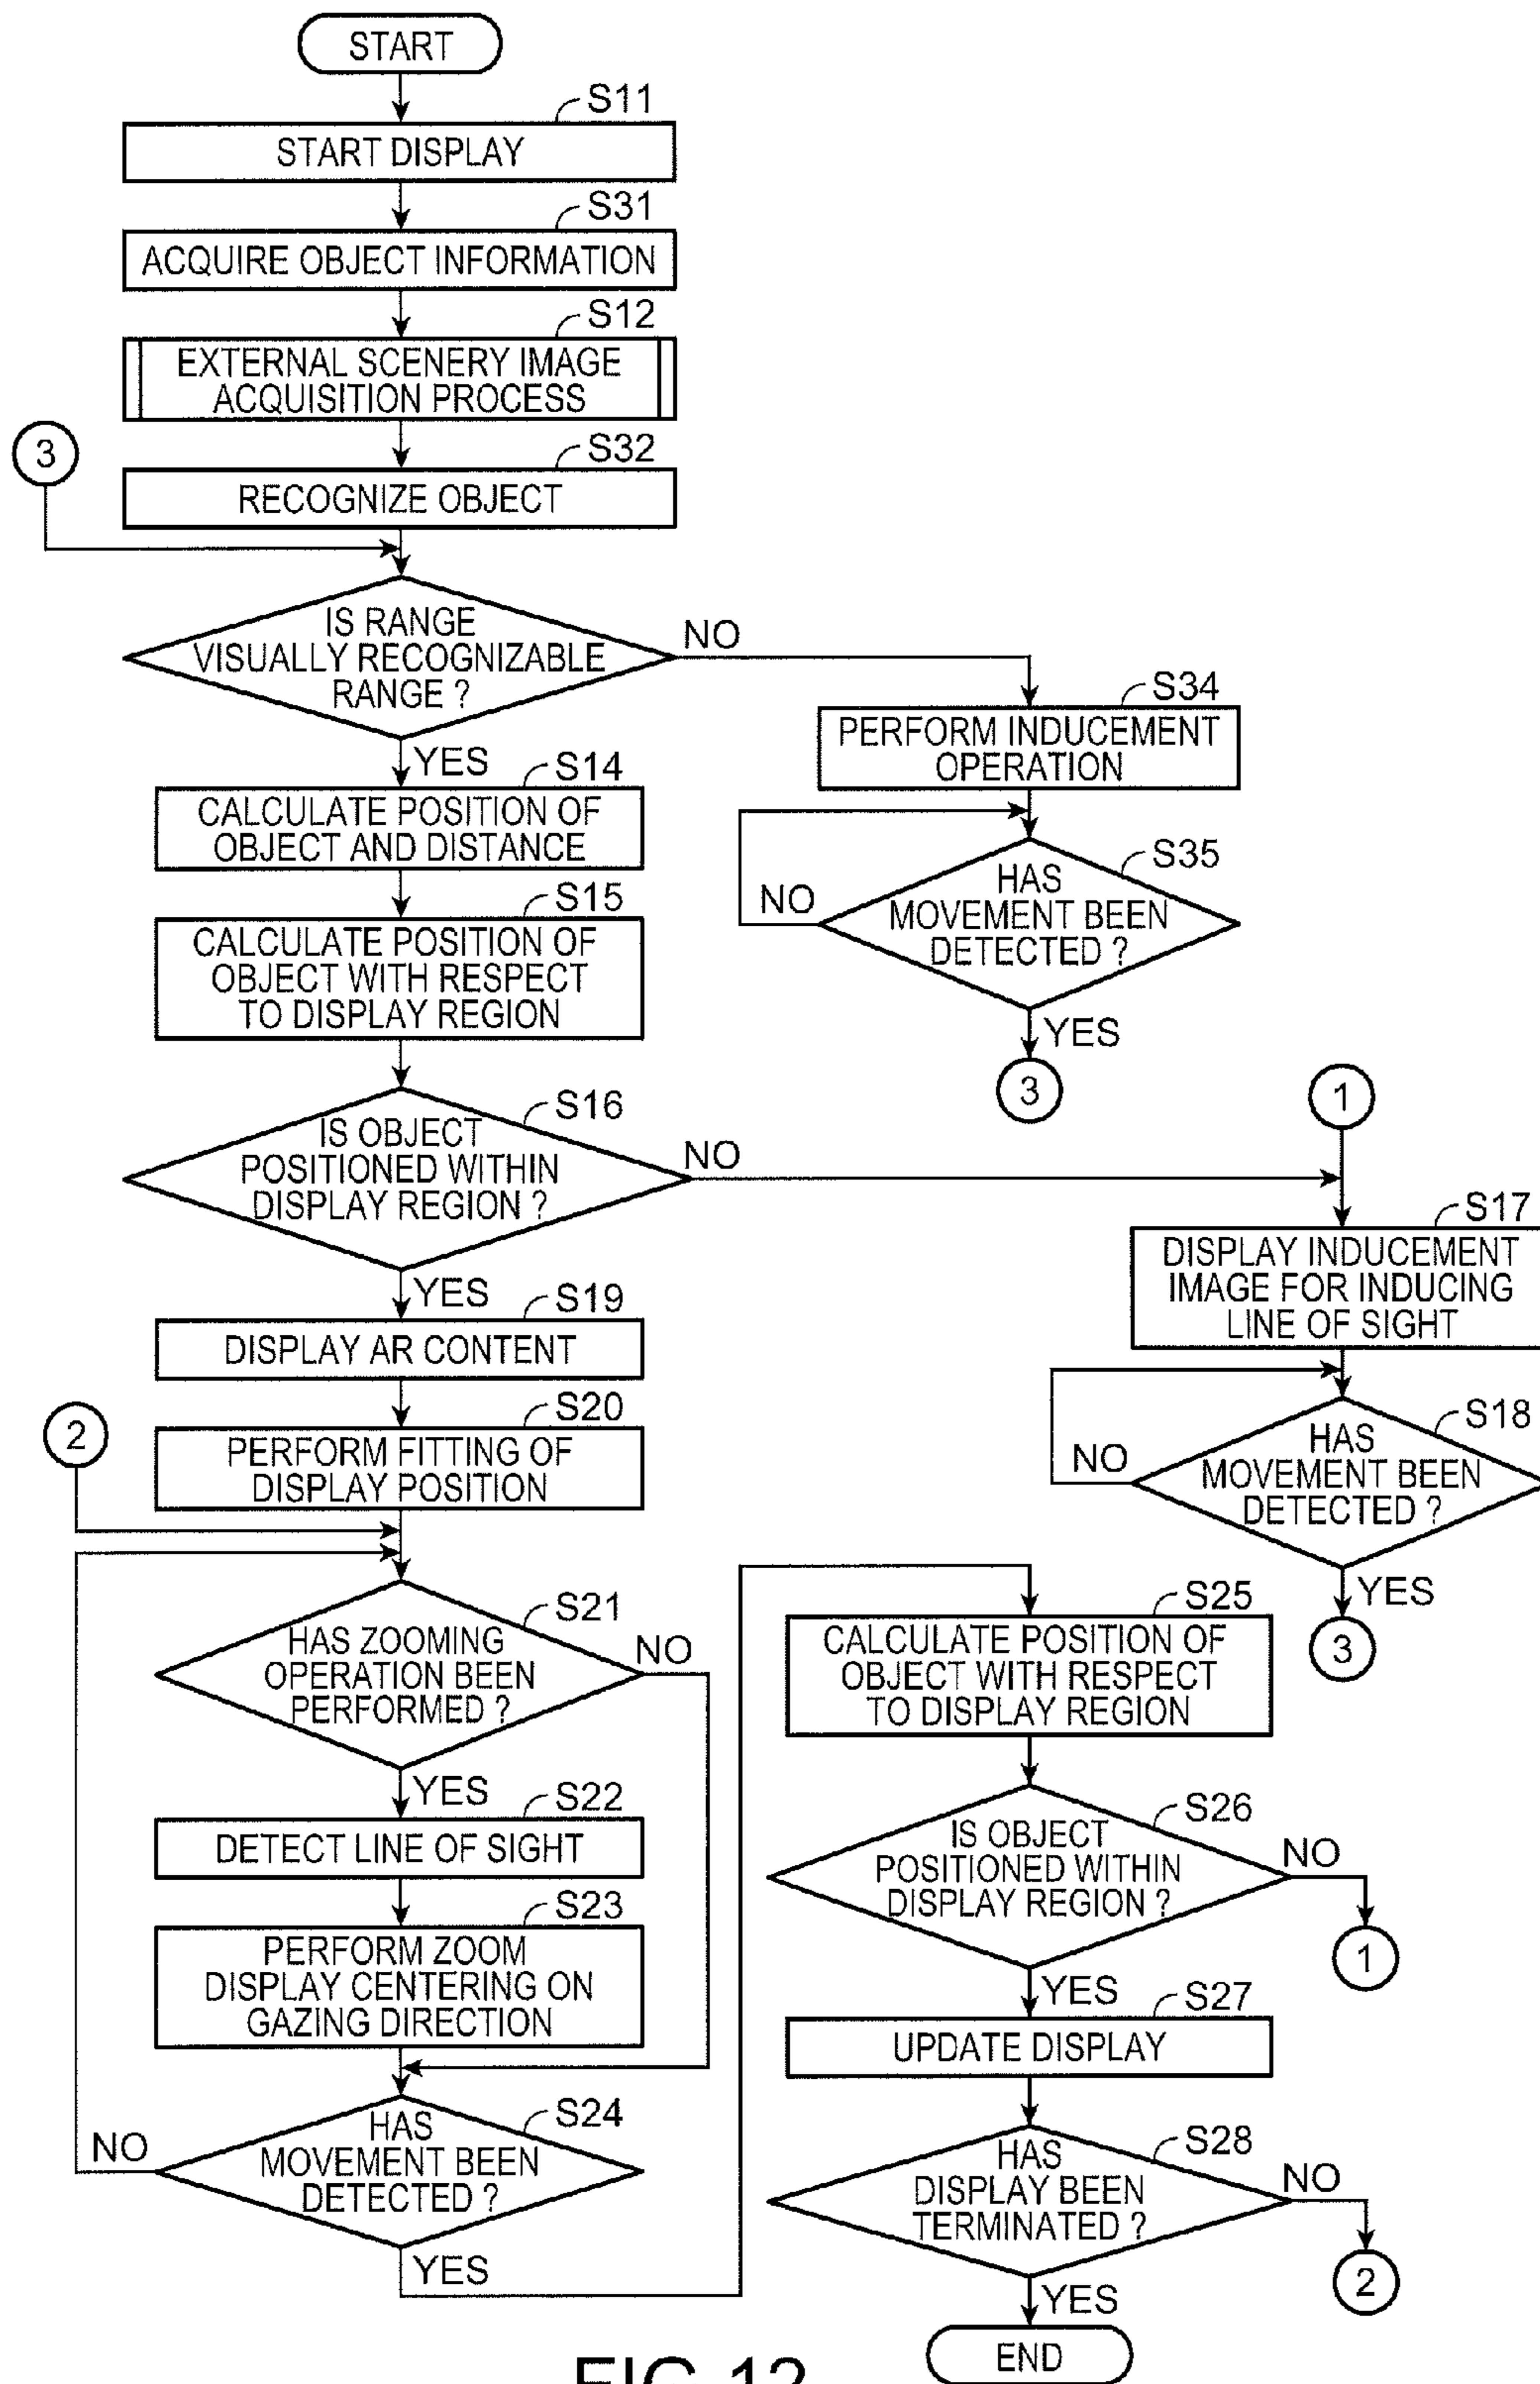 START
S11
START DISPLAY
S31
ACQUIRE OBJECT INFORMATION
S12
EXTERNAL SCENERY IMAGE
ACQUISITION PROCESS
3
S32
RECOGNIZE OBJECT
IS RANGE
VISUALLY RECOGNIZABLE
RANGE ?
NO
YES
S34
PERFORM INDUCEMENT
OPERATION
S35
HAS
MOVEMENT BEEN
DETECTED ?
NO
YES
3
S14
CALCULATE POSITION OF
OBJECT AND DISTANCE
S15
CALCULATE POSITION OF
OBJECT WITH RESPECT
TO DISPLAY REGION
S16
IS OBJECT
POSITIONED WITHIN
DISPLAY REGION ?
NO
YES
1
S17
DISPLAY INDUCEMENT
IMAGE FOR INDUCING
LINE OF SIGHT
S18
HAS
MOVEMENT BEEN
DETECTED ?
NO
YES
3
S19
DISPLAY AR CONTENT
S20
PERFORM FITTING OF
DISPLAY POSITION
2
S21
HAS ZOOMING
OPERATION BEEN
PERFORMED ?
NO
YES
S22
DETECT LINE OF SIGHT
S23
PERFORM ZOOM
DISPLAY CENTERING ON
GAZING DIRECTION
S24
HAS
MOVEMENT BEEN
DETECTED ?
NO
YES
S25
CALCULATE POSITION OF
OBJECT WITH RESPECT
TO DISPLAY REGION
S26
IS OBJECT
POSITIONED WITHIN
DISPLAY REGION ?
NO
1
YES
S27
UPDATE DISPLAY
S28
HAS
DISPLAY BEEN
TERMINATED ?
NO
2
YES
END
FIG.12